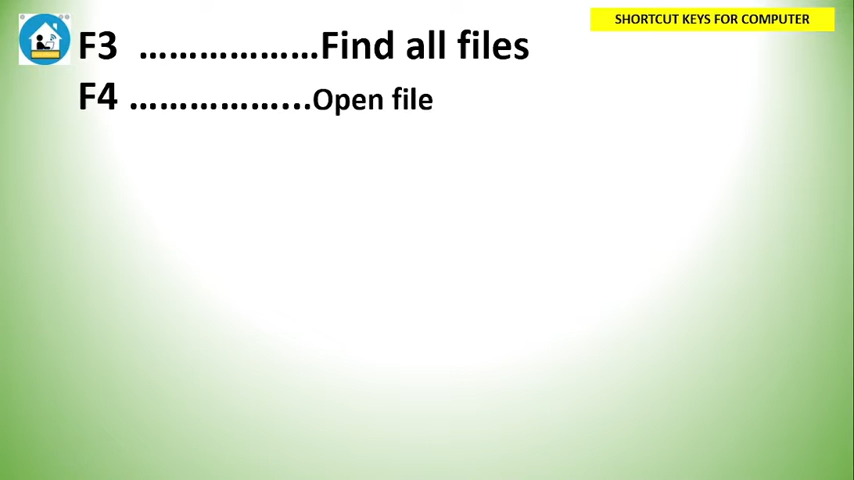 SHORTCUT KEYS FOR COMPUTER
F3 ………………Find all files
F4 ……………...Open file